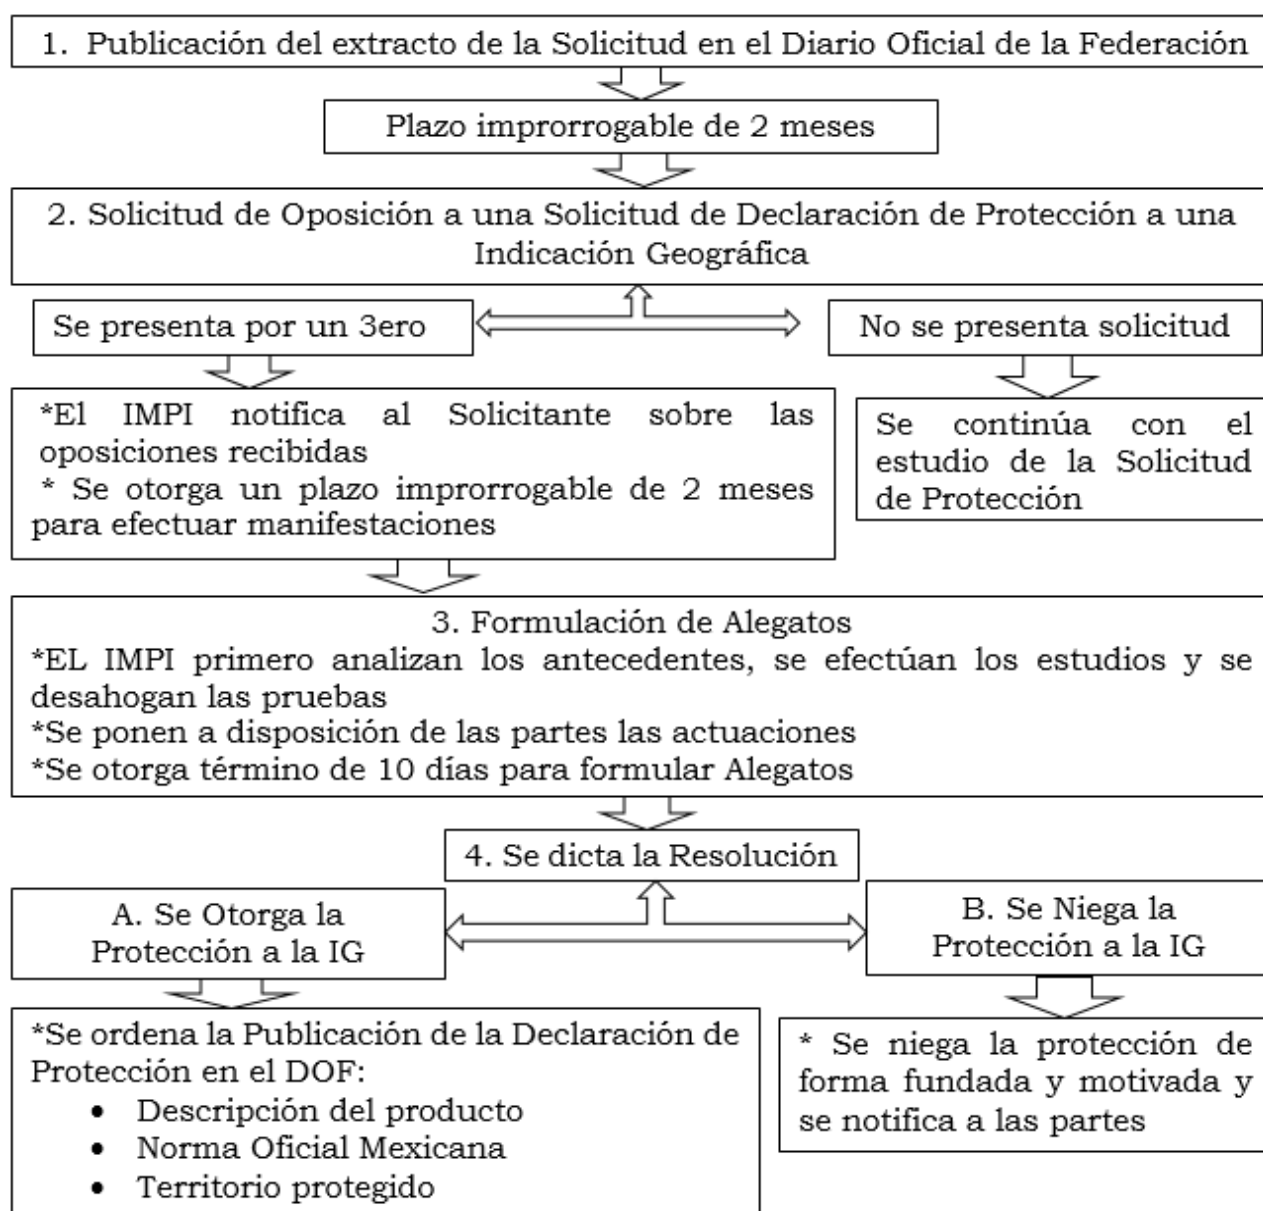 1. Publicación del extracto de la Solicitud en el Diario Oficial de la Federación
Plazo improrrogable de 2 meses
2. Solicitud de Oposición a una Solicitud de Declaración de Protección a una
Indicación Geográfica
Se presenta por un 3ero
No se presenta solicitud
*El IMPI notifica al Solicitante sobre las
oposiciones recibidas
* Se otorga un plazo improrrogable de 2 meses
para efectuar manifestaciones
Se continúa con el
estudio de la Solicitud
de Protección
3. Formulación de Alegatos
*EL IMPI primero analizan los antecedentes, se efectúan los estudios y se
desahogan las pruebas
*Se ponen a disposición de las partes las actuaciones
*Se otorga término de 10 días para formular Alegatos
4. Se dicta la Resolución
A. Se Otorga la
Protección a la IG
B. Se Niega la
Protección a la IG
*Se ordena la Publicación de la Declaración de
Protección en el DOF:
• Descripción del producto
• Norma Oficial Mexicana
• Territorio protegido
* Se niega la protección de
forma fundada y motivada y
se notifica a las partes